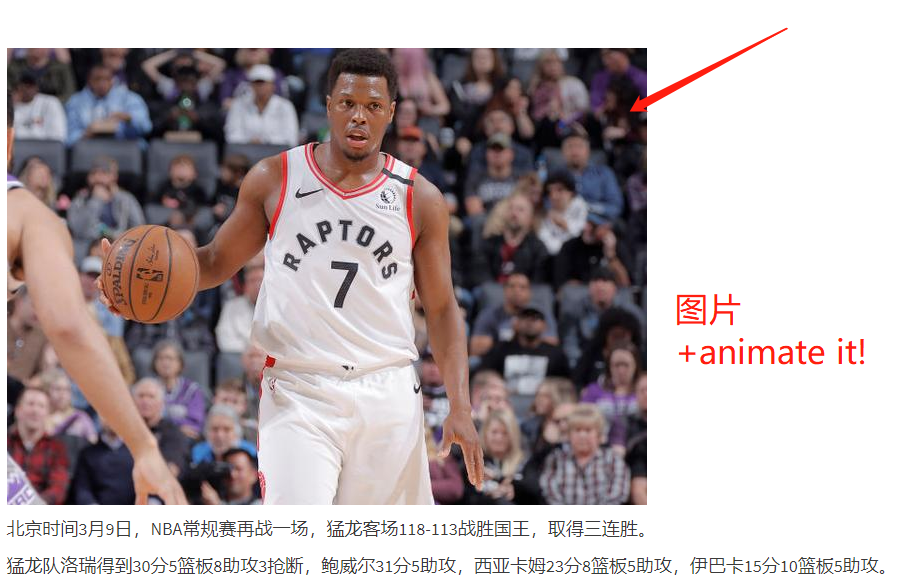 RAPTORS
7
Sun Life
SPALDING
图片
+animate it!
北京时间3月9日，NBA常规赛再战一场，猛龙客场118-113战胜国王，取得三连胜。
猛龙队洛瑞得到30分5篮板8助攻3抢断，鲍威尔31分5助攻，西亚卡姆23分8篮板5助攻，伊巴卡15分10篮板5助攻。